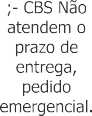 ;- CBS Não
atendem o
prazo de
entrega,
pedido
emergencial.